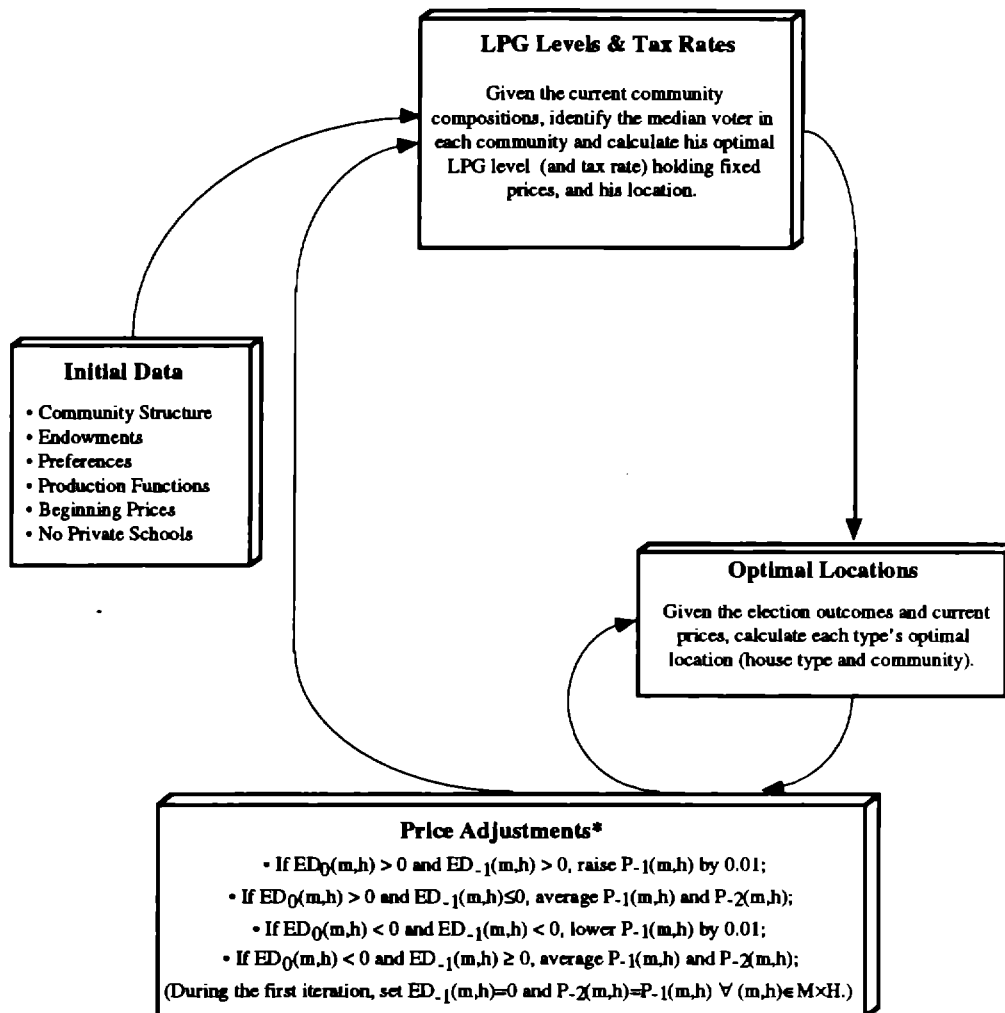 LPG Levels & Tax Rates
Given the current community
compositions, identify the median voter in
each community and calculate his optimal
LPG level (and tax rate) holding fixed
prices, and his location.
Initial Data
• Community Structure
• Endowments
• Preferences
• Production Functions
• Beginning Prices
• No Private Schools
Optimal Locations
Given the election outcomes and current
prices, calculate each type's optimal
location (house type and community).
Price Adjustments*
• If ED0(m,h) > 0 and ED-1(m,h) > 0, raise P-1(m,h) by 0.01;
• If ED0(m,h) > 0 and ED-1(m,h)≤0, average P-1(m,h) and P-2(m,h);
• If ED0(m,h) < 0 and ED-1(m,h) < 0, lower P-1(m,h) by 0.01;
• If ED0(m,h) < 0 and ED-1(m,h) ≥ 0, average P-1(m,h) and P-2(m,h);
(During the first iteration, set ED-1(m,h)=0 and P-2(m,h)=P-1(m,h) ∀ (m,h)∈M×H.)